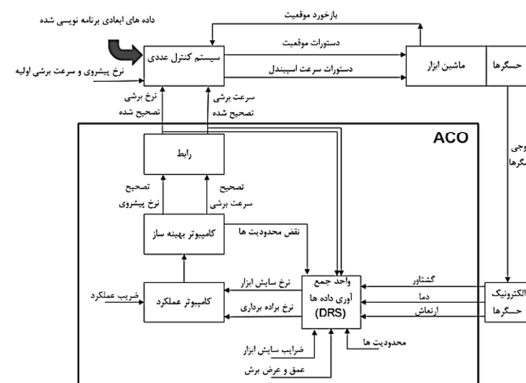 داده های ابعادی برنامه نویسی شده
بازخورد موقعیت
دستورات موقعیت
سیستم کنترل عددی
ماشین ابزار
حسگرها
نرخ پیشروی و سرعت برشی اولیه
دستورات سرعت اسپیندل
نرخ برشی
تصحیح شده
سرعت برشی
تصحیح شده
ACO
رابط
وجی
حسگرها
تصحیح
نرخ پیشروی
تصحیح
سرعت برشی
کامپیوتر بهینه ساز
نقض محدودیت ها
واحد جمع
آوری داده ها
(DRS)
گشتاور
دما
ارتعاش
الکترونیک
حسگرها
نرخ سایش ابزار
نرخ براده برداری
کامپیوتر عملکرد
ضریب عملکرد
محدودیت ها
ضرایب سایش ابزار
عمق و عرض برش